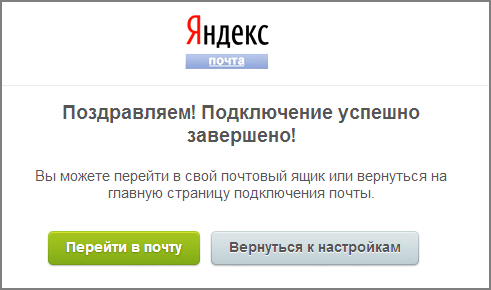 Яндекс
почта
Поздравляем! Подключение успешно
завершено!
Вы можете перейти в свой почтовый ящик или вернуться на
главную страницу подключения почты.
Перейти в почту
Вернуться к настройкам